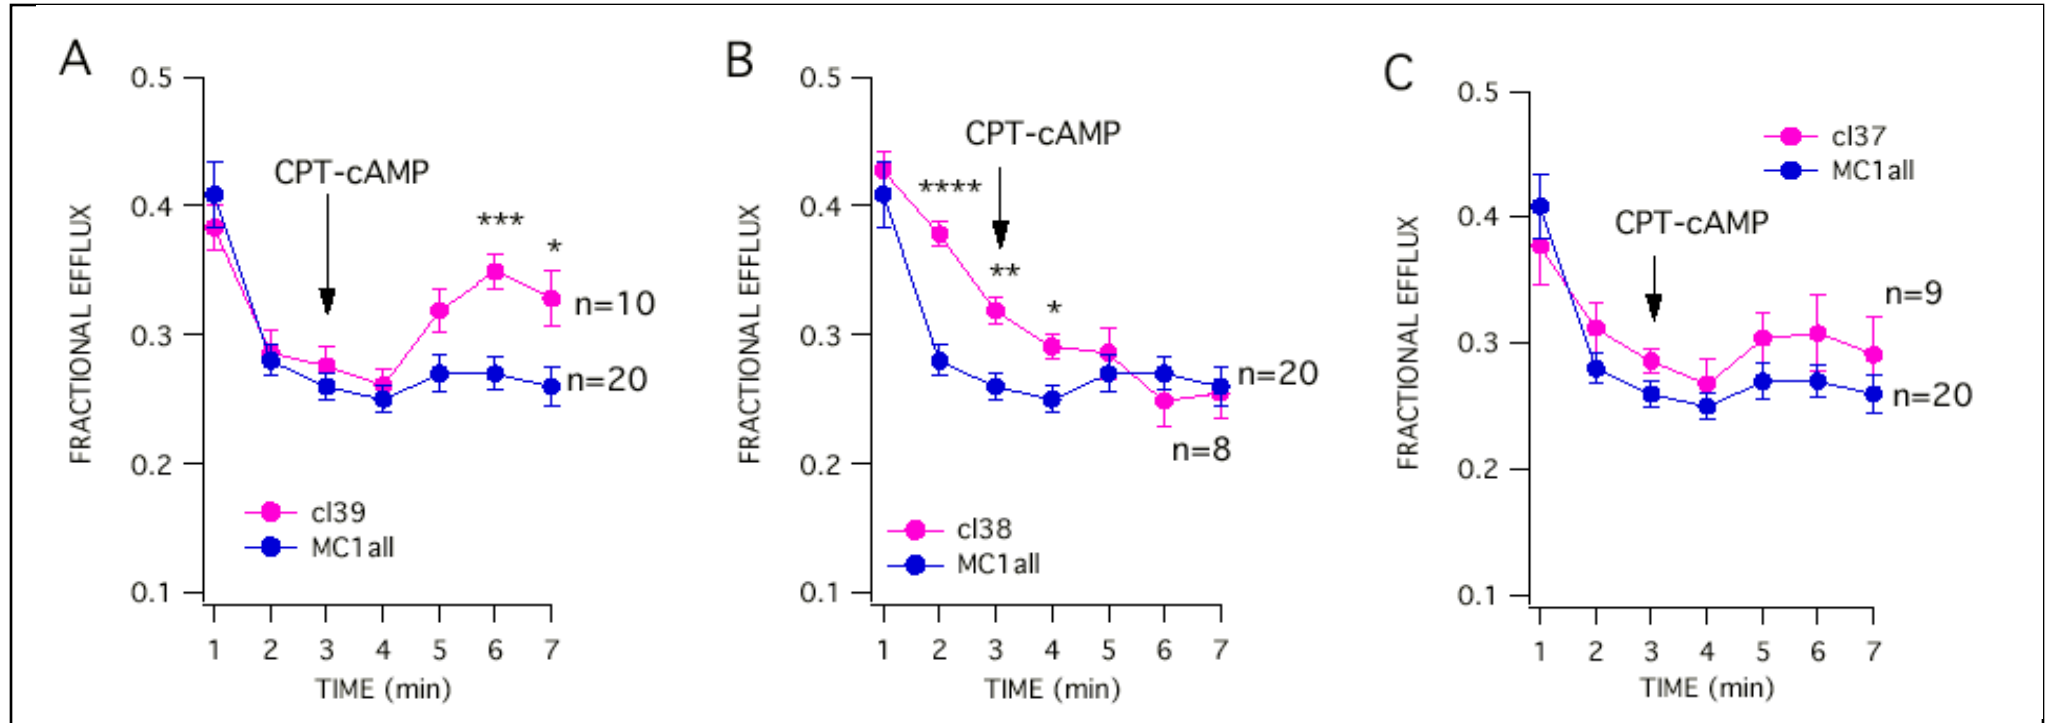 A
0.5
0.4
0.3
0.2
0.1
FRACTIONAL EFFLUX
CPT-cAMP
***
*
n=10
n=20
cl39
MC1all
1 2 3 4 5 6 7
TIME (min)
B
0.5
0.4
0.3
0.2
0.1
FRACTIONAL EFFLUX
CPT-cAMP
****
**
*
n=20
n=8
cl38
MC1all
1 2 3 4 5 6 7
TIME (min)
C
0.5
0.4
0.3
0.2
0.1
FRACTIONAL EFFLUX
cl37
MC1all
CPT-cAMP
n=9
n=20
1 2 3 4 5 6 7
TIME (min)